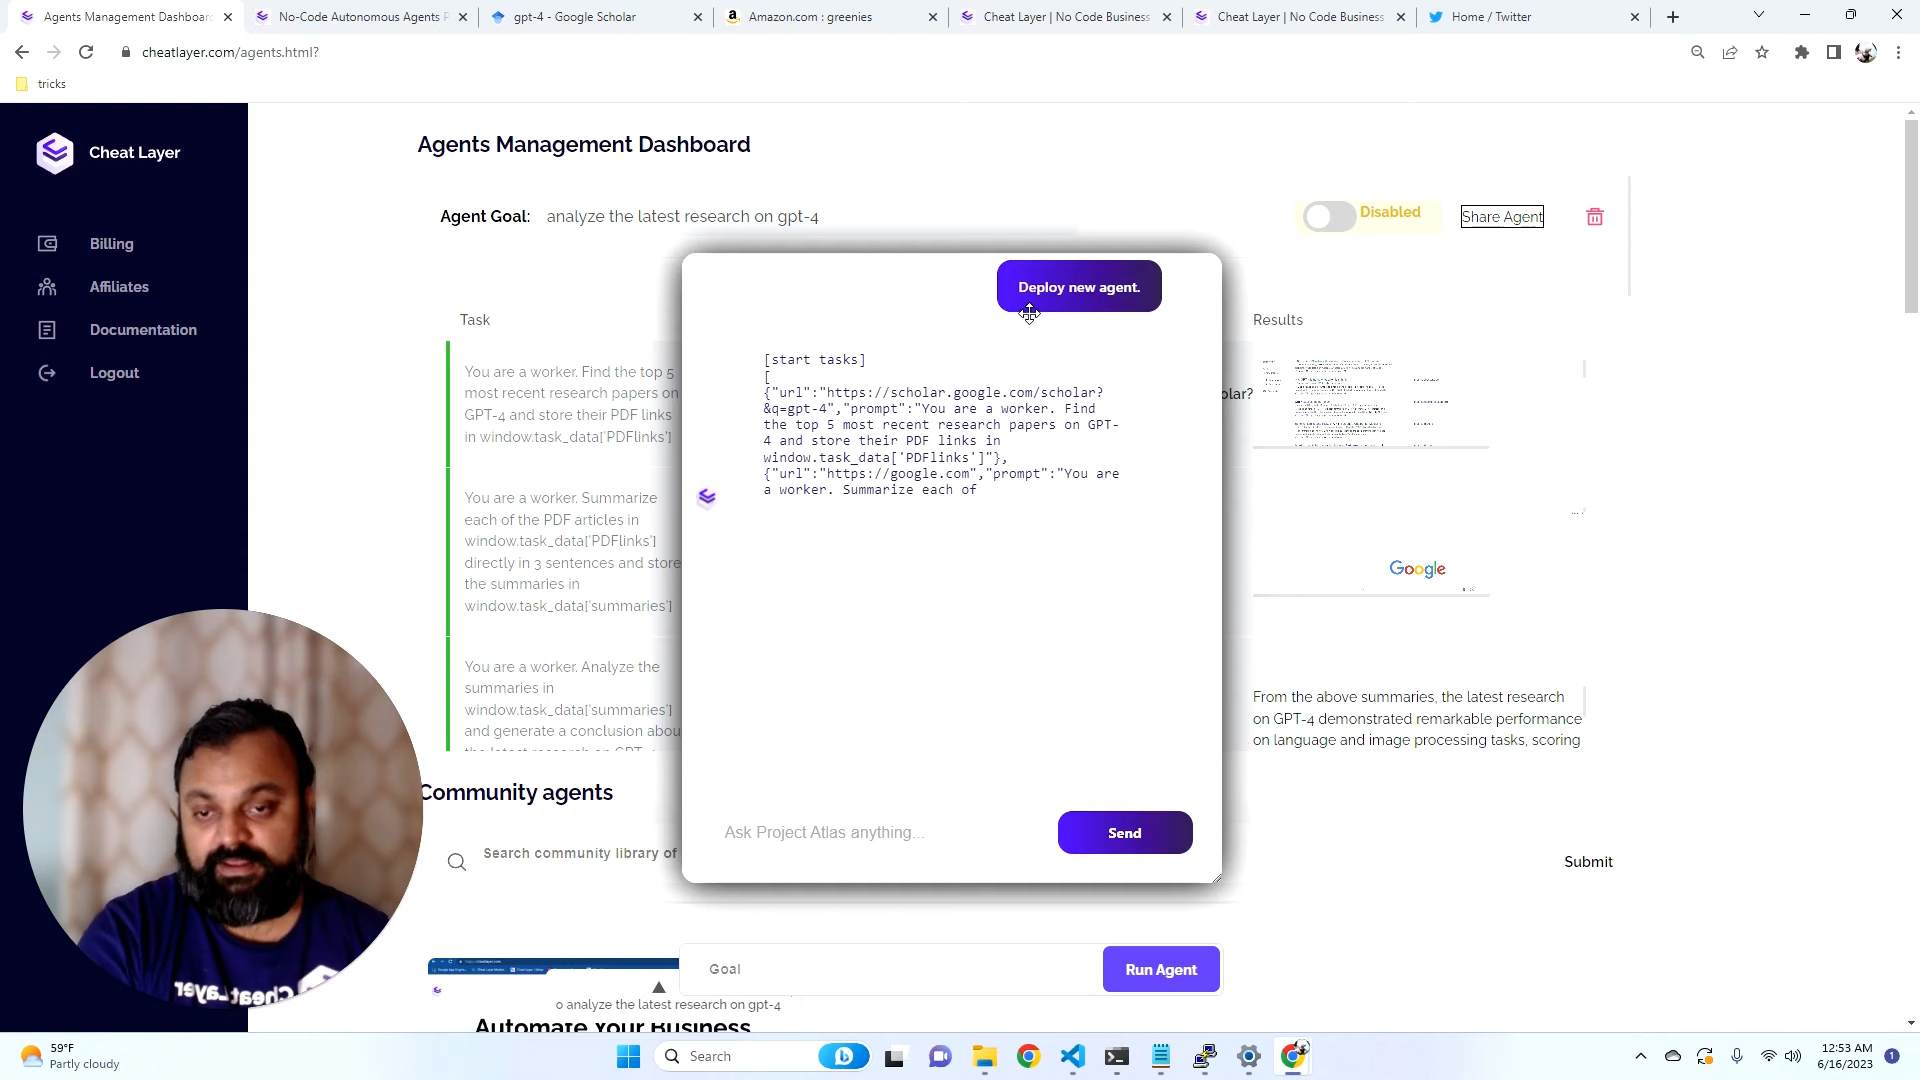 Agents Management Dashboard
No-Code Autonomous Agents P
gpt-4 - Google Scholar
Amazon.com : greenies
Cheat Layer | No Code Business
Cheat Layer | No Code Business
Home / Twitter
cheatlayer.com/agents.html?
tricks
Cheat Layer
Billing
Affiliates
Documentation
Logout
Agents Management Dashboard
Agent Goal: analyze the latest research on gpt-4
Disabled
Share Agent
Task
Results
You are a worker. Find the top 5
most recent research papers on
GPT-4 and store their PDF links
in window.task_data['PDFlinks']
You are a worker. Summarize
each of the PDF articles in
window.task_data['PDFlinks']
directly in 3 sentences and store
the summaries in
window.task_data['summaries']
You are a worker. Analyze the
summaries in
window.task_data['summaries']
and generate a conclusion abou
Deploy new agent.
[start tasks]
[
{"url":"https://scholar.google.com/scholar?
&q=gpt-4","prompt":"You are a worker. Find
the top 5 most recent research papers on GPT-
4 and store their PDF links in
window.task_data['PDFlinks']"},
{"url":"https://google.com","prompt":"You are
a worker. Summarize each of
Ask Project Atlas anything...
Send
olar?
Google
From the above summaries, the latest research
on GPT-4 demonstrated remarkable performance
on language and image processing tasks, scoring
Community agents
Search community library of
Submit
Goal
Run Agent
o analyze the latest research on gpt-4
Automate Your Business
Cheat Layer
59°F
Partly cloudy
Search
12:53 AM
6/16/2023
1